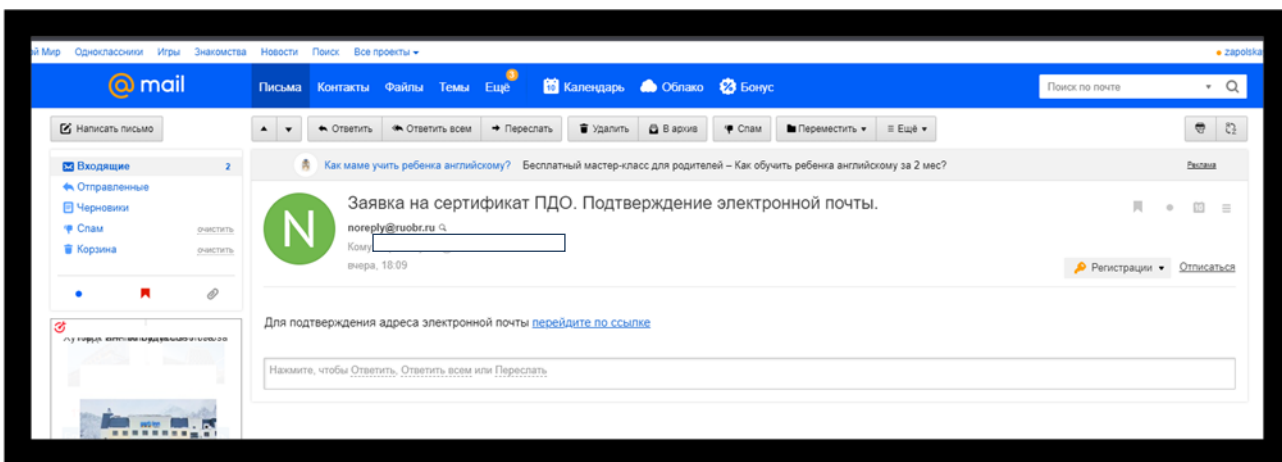 ой Мир Одноклассники Игры Знакомства Новости Поиск Все проекты zapolska
@ mail Письма Контакты Файлы Темы Ещё 3 10 Календарь Облако Бонус Поиск по почте
Написать письмо Ответить Ответить всем Переслать Удалить В архив Спам Переместить Ещё
Как маме учить ребенка английскому? Бесплатный мастер-класс для родителей – Как обучить ребенка английскому за 2 мес? Реклама
Входящие 2
Отправленные
Черновики
Спам очистить
Корзина очистить
N
Заявка на сертификат ПДО. Подтверждение электронной почты.
noreply@ruobr.ru
Кому
вчера, 18:09
10
Регистрации Отписаться
Для подтверждения адреса электронной почты перейдите по ссылке
Нажмите, чтобы Ответить, Ответить всем или Переслать